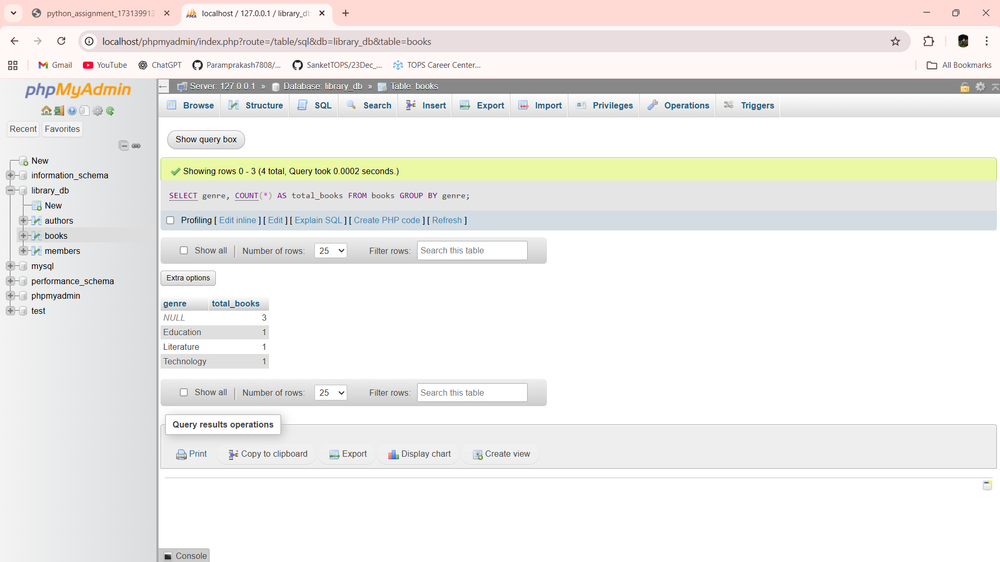 python_assignment_173139913
localhost / 127.0.0.1 / library_db
localhost/phpmyadmin/index.php?route=/table/sql&db=library_db&table=books
Gmail YouTube ChatGPT Paramprakash7808/... SanketTOPS/23Dec_... TOPS Career Center... All Bookmarks
phpMyAdmin
Recent Favorites
New
information_schema
library_db
New
authors
books
members
mysql
performance_schema
phpmyadmin
test
Server: 127.0.0.1 » Database: library_db » Table: books
Browse Structure SQL Search Insert Export Import Privileges Operations Triggers
Show query box
Showing rows 0 - 3 (4 total, Query took 0.0002 seconds.)
SELECT genre, COUNT(*) AS total_books FROM books GROUP BY genre;
Profiling [ Edit inline ] [ Edit ] [ Explain SQL ] [ Create PHP code ] [ Refresh ]
Show all Number of rows: 25 Filter rows: Search this table
Extra options
genre total_books
NULL 3
Education 1
Literature 1
Technology 1
Show all Number of rows: 25 Filter rows: Search this table
Query results operations
Print Copy to clipboard Export Display chart Create view
Console